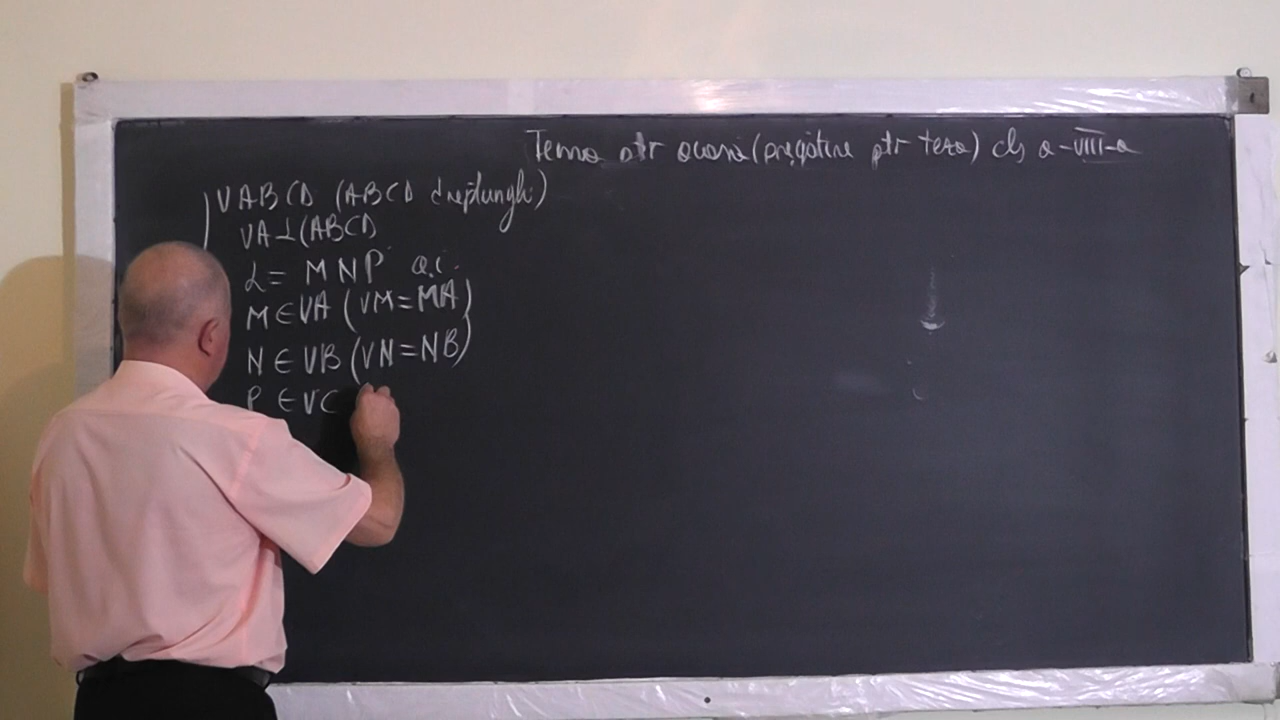 Tema ptr acasă (pregătire ptr teză) cls a-VIII-a
VABCD (ABCD dreptunghi)
VA⊥(ABCD
α = MNP a.î.
M∈VA (VM=MA)
N∈VB (VN=NB)
P∈VC